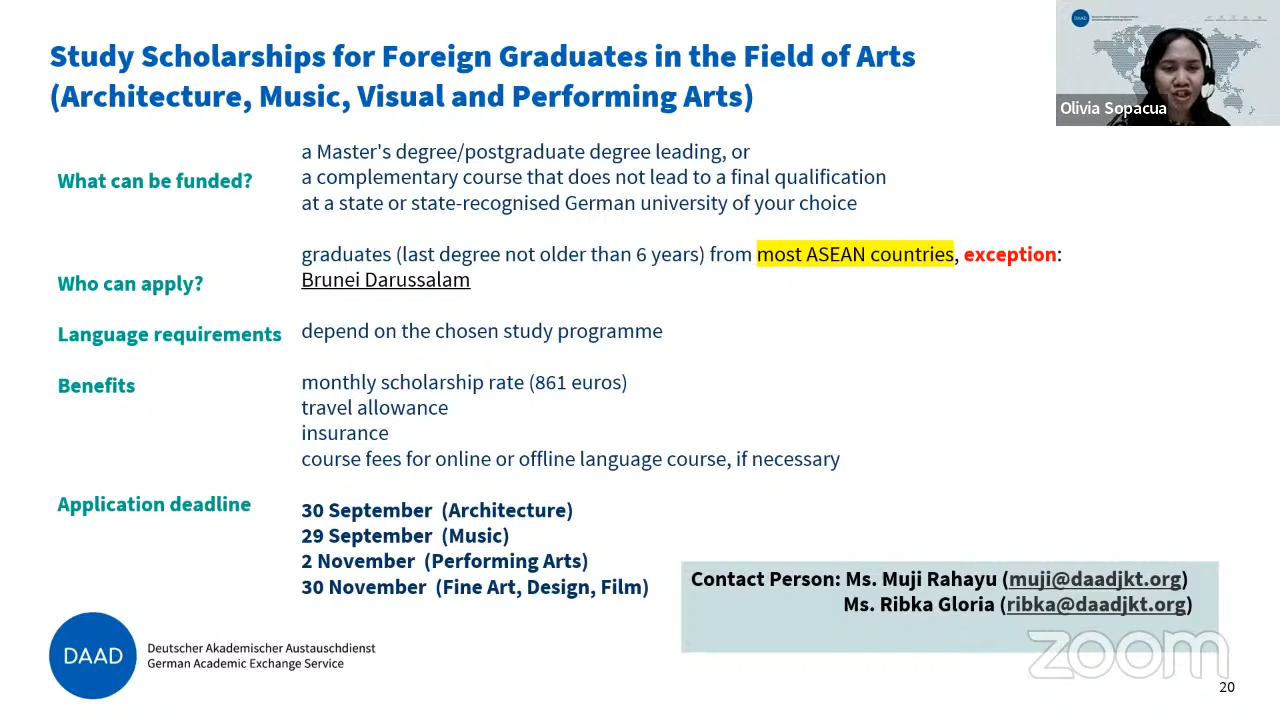 Study Scholarships for Foreign Graduates in the Field of Arts
(Architecture, Music, Visual and Performing Arts)
DAAD
Olivia Sopacua
What can be funded?
a Master's degree/postgraduate degree leading, or
a complementary course that does not lead to a final qualification
at a state or state-recognised German university of your choice
Who can apply?
graduates (last degree not older than 6 years) from most ASEAN countries, exception:
Brunei Darussalam
Language requirements
depend on the chosen study programme
Benefits
monthly scholarship rate (861 euros)
travel allowance
insurance
course fees for online or offline language course, if necessary
Application deadline
30 September (Architecture)
29 September (Music)
2 November (Performing Arts)
30 November (Fine Art, Design, Film)
Contact Person: Ms. Muji Rahayu (muji@daadjkt.org)
Ms. Ribka Gloria (ribka@daadjkt.org)
DAAD
Deutscher Akademischer Austauschdienst
German Academic Exchange Service
zoom
20